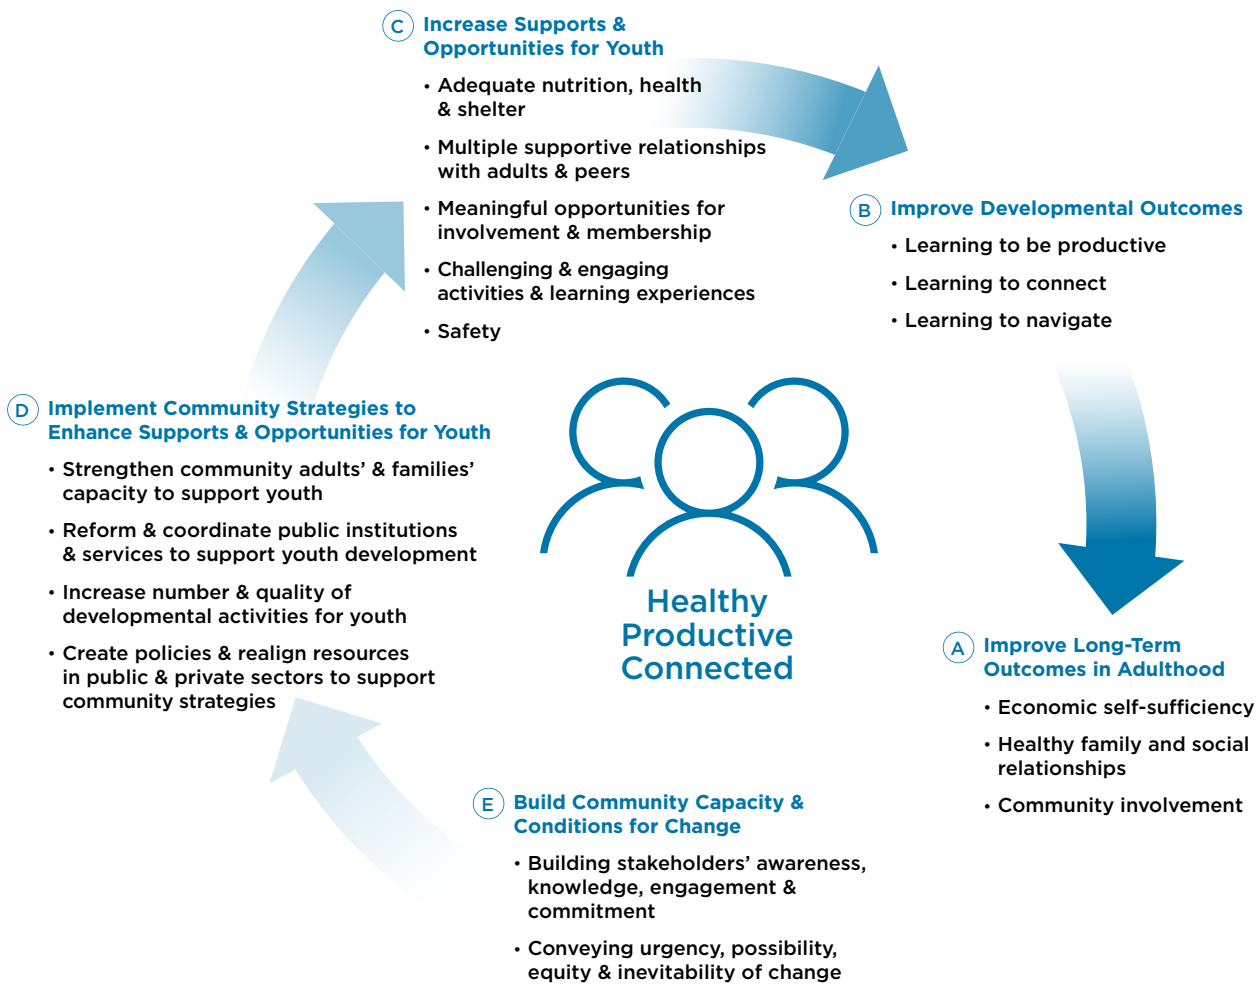 C
Increase Supports &
Opportunities for Youth
• Adequate nutrition, health
& shelter
• Multiple supportive relationships
with adults & peers
• Meaningful opportunities for
involvement & membership
• Challenging & engaging
activities & learning experiences
• Safety
B
Improve Developmental Outcomes
• Learning to be productive
• Learning to connect
• Learning to navigate
D
Implement Community Strategies to
Enhance Supports & Opportunities for Youth
• Strengthen community adults’ & families’
capacity to support youth
• Reform & coordinate public institutions
& services to support youth development
• Increase number & quality of
developmental activities for youth
• Create policies & realign resources
in public & private sectors to support
community strategies
Healthy
Productive
Connected
A
Improve Long-Term
Outcomes in Adulthood
• Economic self-sufficiency
• Healthy family and social
relationships
• Community involvement
E
Build Community Capacity &
Conditions for Change
• Building stakeholders’ awareness,
knowledge, engagement &
commitment
• Conveying urgency, possibility,
equity & inevitability of change